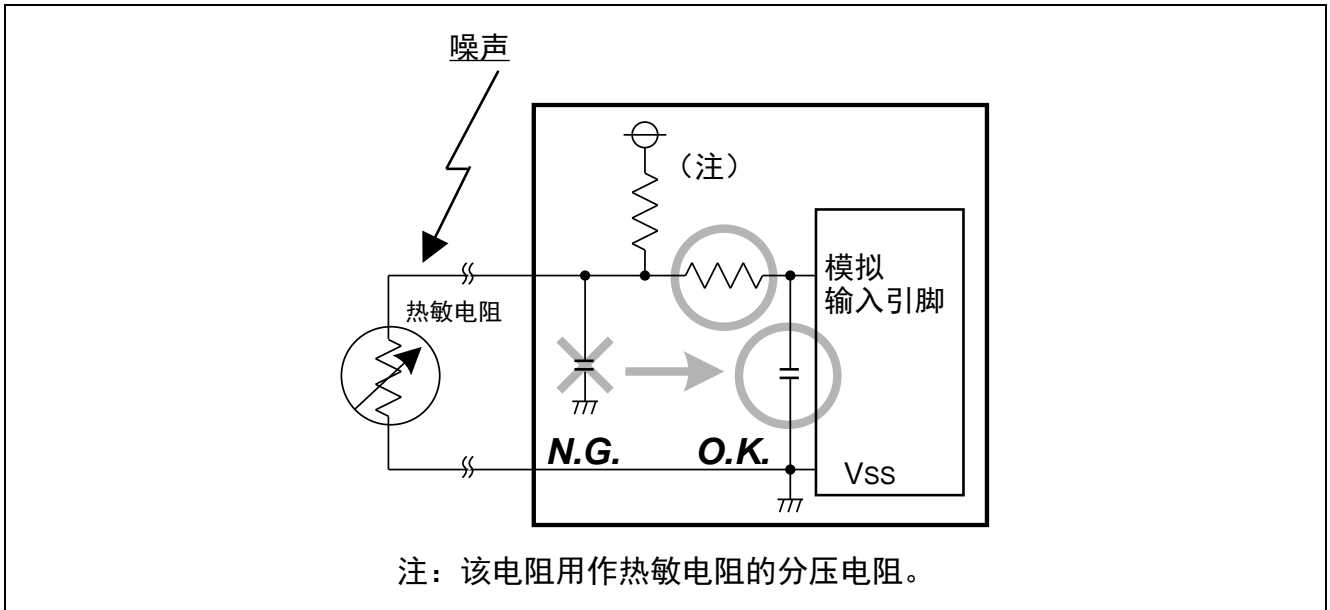 噪声
（注）
模拟
输入引脚
热敏电阻
N.G.
O.K.
VSS
注：该电阻用作热敏电阻的分压电阻。